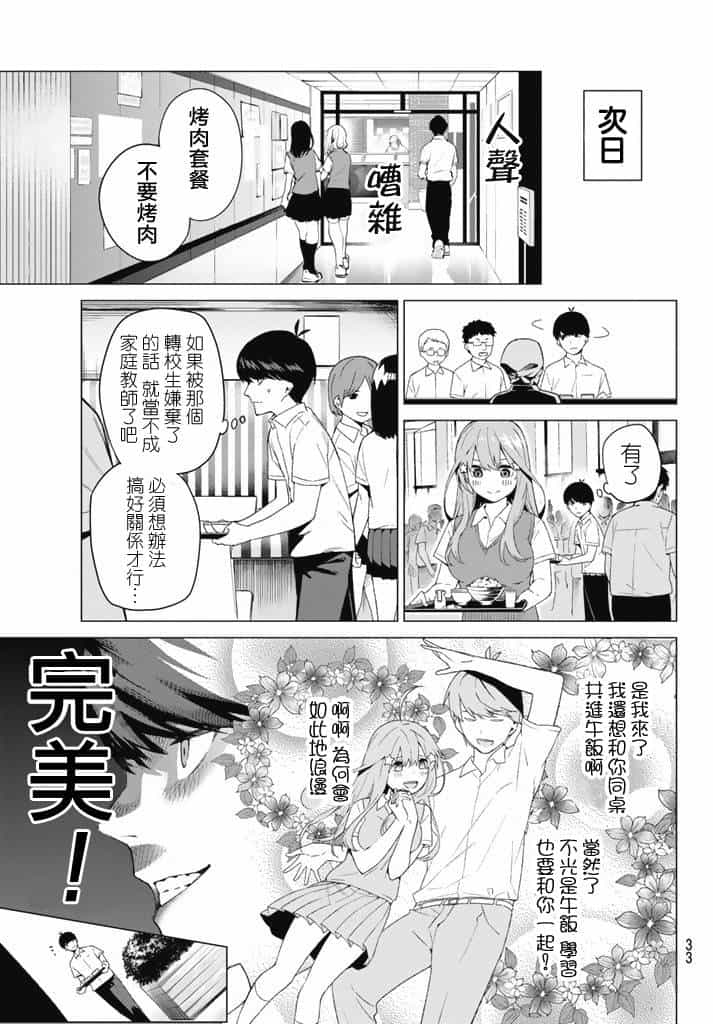 次日
人聲
嘈雜
烤肉套餐
不要烤肉
有了
如果被那個
轉校生嫌棄了
的話 就當不成
家庭教師了吧
必須想辦法
搞好關係才行…
是我來了
我還想和你同桌
共進午飯啊
當然了
不光是午飯 學習
也要和你一起？
啊啊 為何會
如此地浪漫
完美！
33